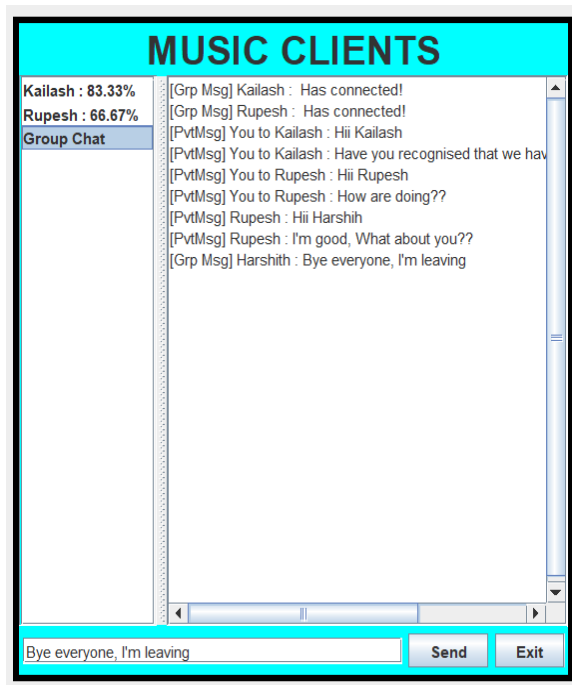 MUSIC CLIENTS
Kailash : 83.33%
Rupesh : 66.67%
Group Chat
[Grp Msg] Kailash :  Has connected!
[Grp Msg] Rupesh :  Has connected!
[PvtMsg] You to Kailash : Hii Kailash
[PvtMsg] You to Kailash : Have you recognised that we hav
[PvtMsg] You to Rupesh : Hii Rupesh
[PvtMsg] You to Rupesh : How are doing??
[PvtMsg] Rupesh : Hii Harshih
[PvtMsg] Rupesh : I'm good, What about you??
[Grp Msg] Harshith : Bye everyone, I'm leaving
Bye everyone, I'm leaving
Send
Exit